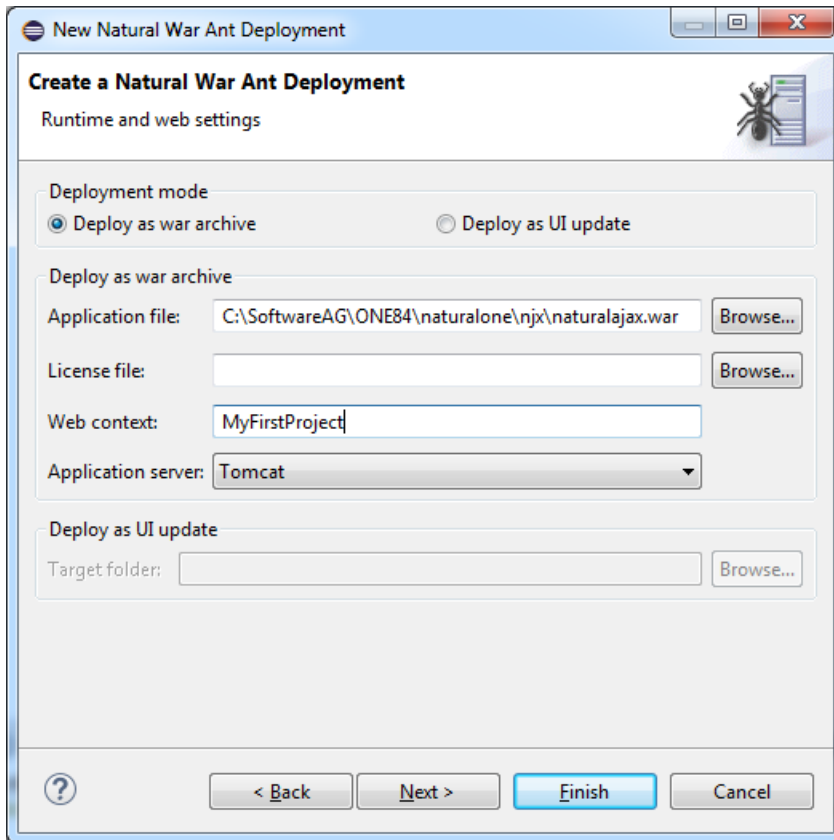 New Natural War Ant Deployment
Create a Natural War Ant Deployment
Runtime and web settings
Deployment mode
Deploy as war archive Deploy as UI update
Deploy as war archive
Application file: C:\SoftwareAG\ONE84\naturalone\njx\naturalajax.war Browse...
License file: Browse...
Web context: MyFirstProject
Application server: Tomcat
Deploy as UI update
Target folder: Browse...
? < Back Next > Finish Cancel